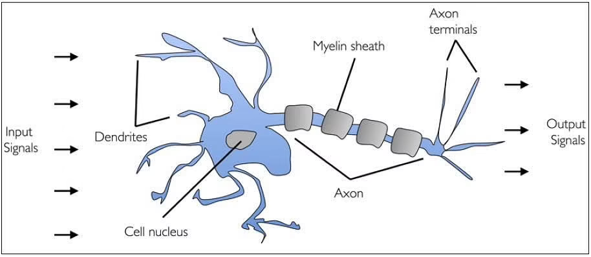 Axon
terminals
Myelin sheath
Input
Signals
Dendrites
Output
Signals
Axon
Cell nucleus